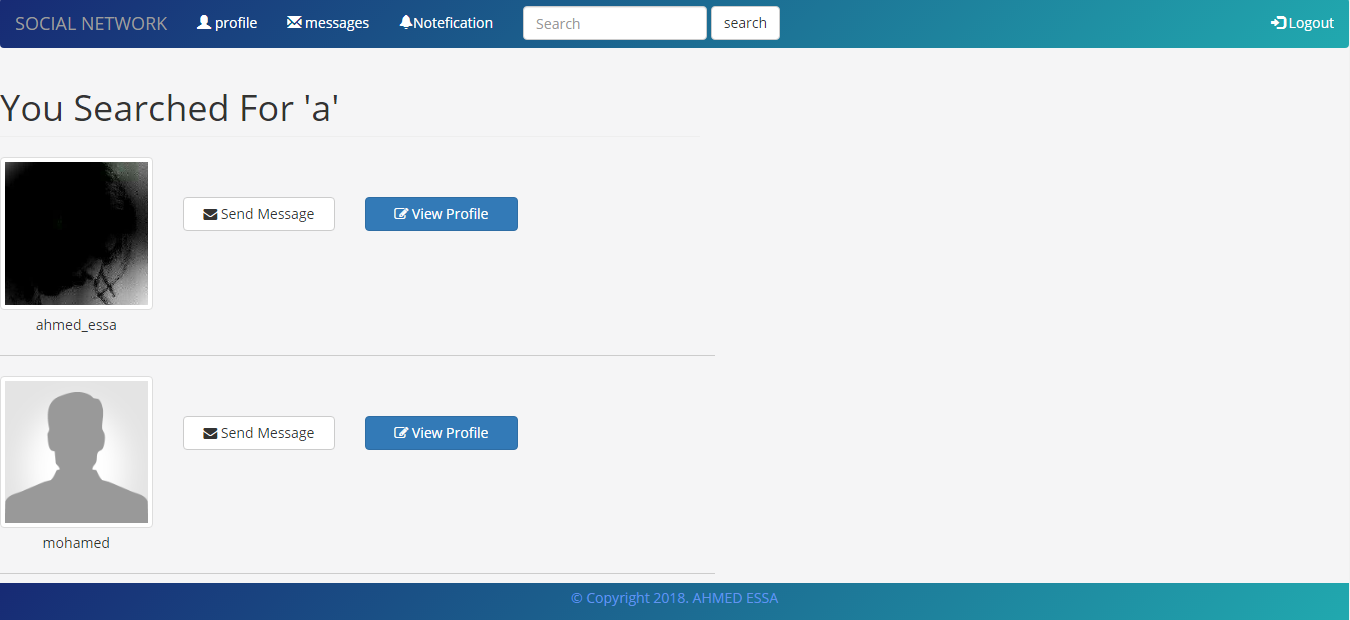 SOCIAL NETWORK profile messages Notefication Search search Logout
You Searched For 'a'
Send Message View Profile
ahmed_essa
Send Message View Profile
mohamed
© Copyright 2018. AHMED ESSA